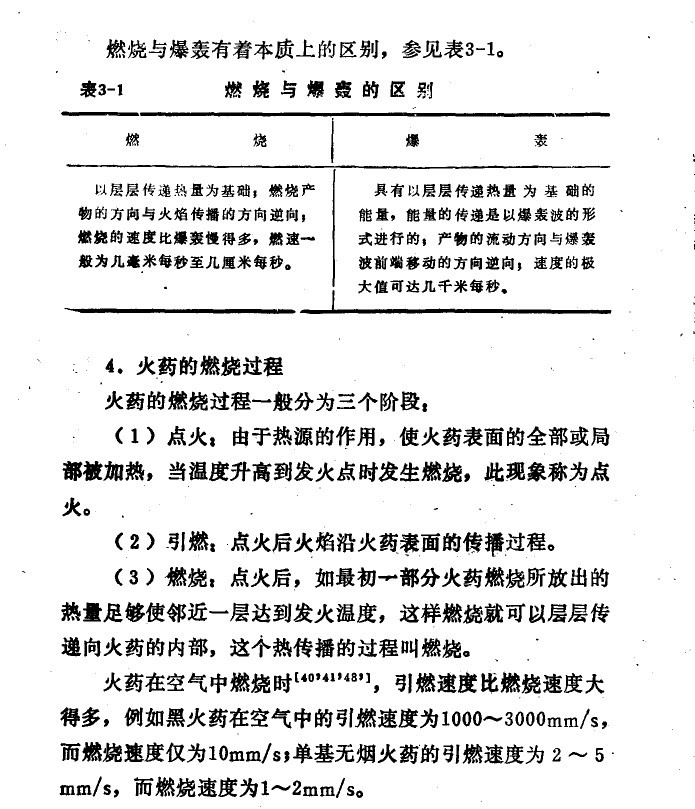 燃烧与爆轰有着本质上的区别，参见表3-1。
表3-1 燃烧与爆轰的区别
燃 烧 爆 轰
以层层传递热量为基础；燃烧产
物的方向与火焰传播的方向逆向；
燃烧的速度比爆轰慢得多，燃速一
般为几毫米每秒至几厘米每秒。
具有以层层传递热量为基础的
能量，能量的传递是以爆轰波的形
式进行的；产物的流动方向与爆轰
波前端移动的方向逆向；速度的极
大值可达几千米每秒。
4．火药的燃烧过程
火药的燃烧过程一般分为三个阶段：
（1）点火：由于热源的作用，使火药表面的全部或局
部被加热，当温度升高到发火点时发生燃烧，此现象称为点
火。
（2）引燃：点火后火焰沿火药表面的传播过程。
（3）燃烧：点火后，如最初一部分火药燃烧所放出的
热量足够使邻近一层达到发火温度，这样燃烧就可以层层传
递向火药的内部，这个热传播的过程叫燃烧。
火药在空气中燃烧时[40,41,48,]，引燃速度比燃烧速度大
得多，例如黑火药在空气中的引燃速度为1000～3000mm/s，
而燃烧速度仅为10mm/s；单基无烟火药的引燃速度为2～5
mm/s，而燃烧速度为1～2mm/s。